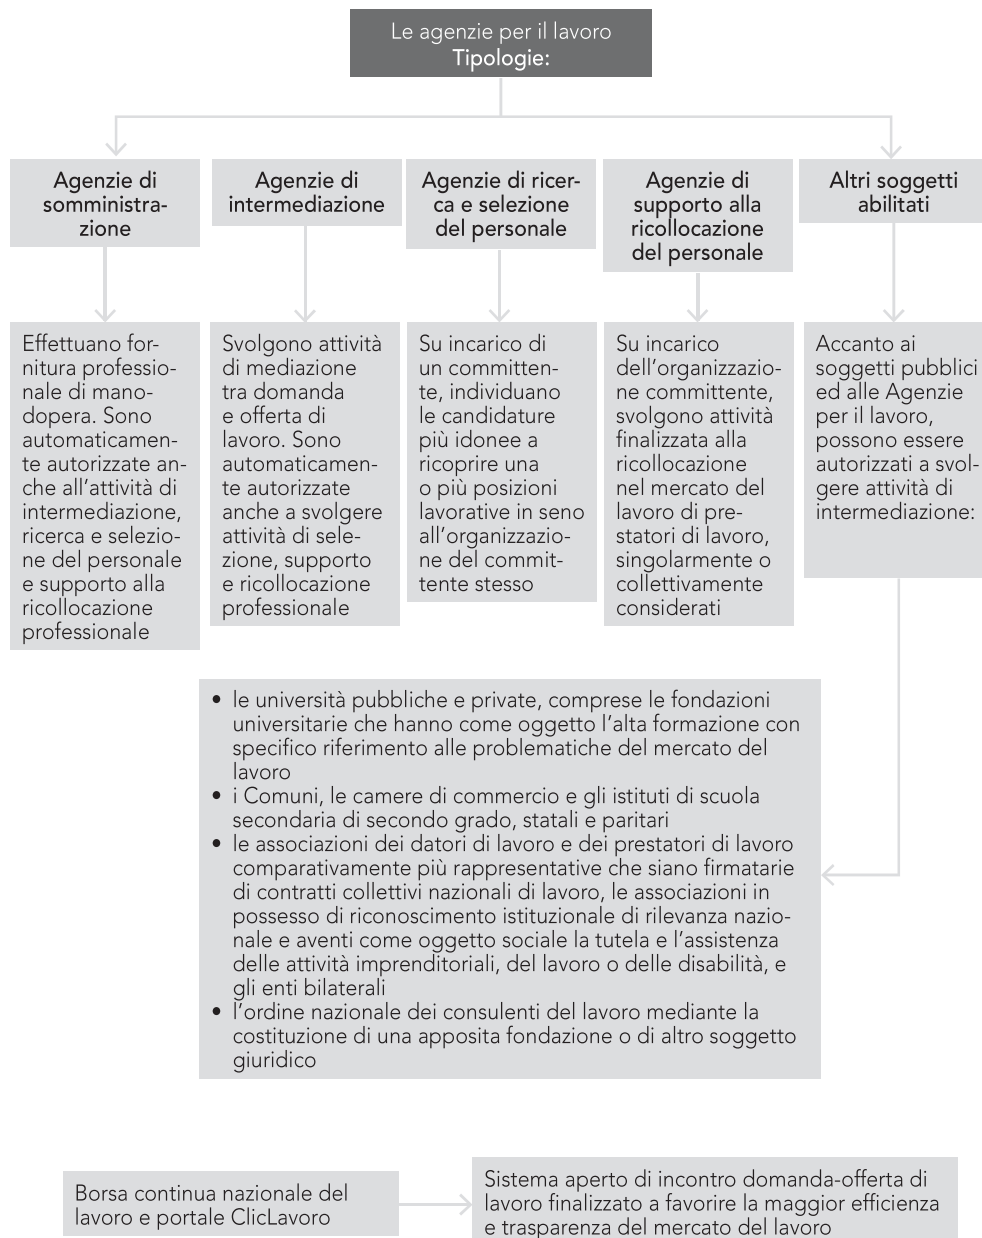 Le agenzie per il lavoro
Tipologie:
Agenzie di
somministra-
zione
Agenzie di
intermediazione
Agenzie di ricer-
ca e selezione
del personale
Agenzie di
supporto alla
ricollocazione
del personale
Altri soggetti
abilitati
Effettuano for-
nitura professio-
nale di mano-
dopera. Sono
automaticamen-
te autorizzate an-
che all'attività di
intermediazione,
ricerca e selezio-
ne del personale
e supporto alla
ricollocazione
professionale
Svolgono attività
di mediazione
tra domanda
e offerta di
lavoro. Sono
automaticamen-
te autorizzate
anche a svolgere
attività di sele-
zione, supporto
e ricollocazione
professionale
Su incarico di
un committen-
te, individuano
le candidature
più idonee a
ricoprire una
o più posizioni
lavorative in seno
all'organizzazio-
ne del commit-
tente stesso
Su incarico
dell'organizzazio-
ne committente,
svolgono attività
finalizzata alla
ricollocazione
nel mercato del
lavoro di pre-
statori di lavoro,
singolarmente o
collettivamente
considerati
Accanto ai
soggetti pubblici
ed alle Agenzie
per il lavoro,
possono essere
autorizzati a svol-
gere attività di
intermediazione:
• le università pubbliche e private, comprese le fondazioni
universitarie che hanno come oggetto l'alta formazione con
specifico riferimento alle problematiche del mercato del
lavoro
• i Comuni, le camere di commercio e gli istituti di scuola
secondaria di secondo grado, statali e paritari
• le associazioni dei datori di lavoro e dei prestatori di lavoro
comparativamente più rappresentative che siano firmatarie
di contratti collettivi nazionali di lavoro, le associazioni in
possesso di riconoscimento istituzionale di rilevanza nazio-
nale e aventi come oggetto sociale la tutela e l'assistenza
delle attività imprenditoriali, del lavoro o delle disabilità, e
gli enti bilaterali
• l'ordine nazionale dei consulenti del lavoro mediante la
costituzione di una apposita fondazione o di altro soggetto
giuridico
Borsa continua nazionale del
lavoro e portale ClicLavoro
Sistema aperto di incontro domanda-offerta di
lavoro finalizzato a favorire la maggior efficienza
e trasparenza del mercato del lavoro